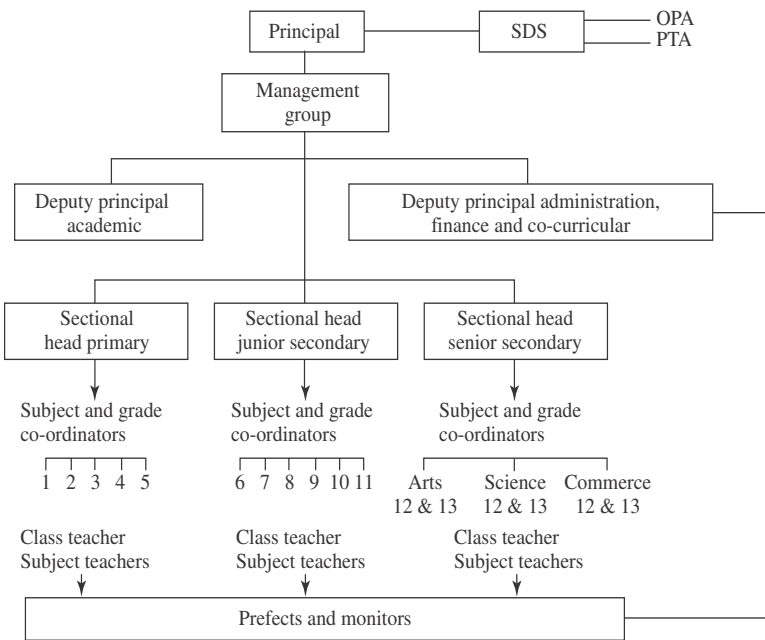 Principal
SDS
OPA
PTA
Management
group
Deputy principal
academic
Deputy principal administration,
finance and co-curricular
Sectional
head primary
Sectional head
junior secondary
Sectional head
senior secondary
Subject and grade
co-ordinators
Subject and grade
co-ordinators
Subject and grade
co-ordinators
1 2 3 4 5
6 7 8 9 10 11
Arts
12 & 13
Science
12 & 13
Commerce
12 & 13
Class teacher
Subject teachers
Class teacher
Subject teachers
Class teacher
Subject teachers
Prefects and monitors